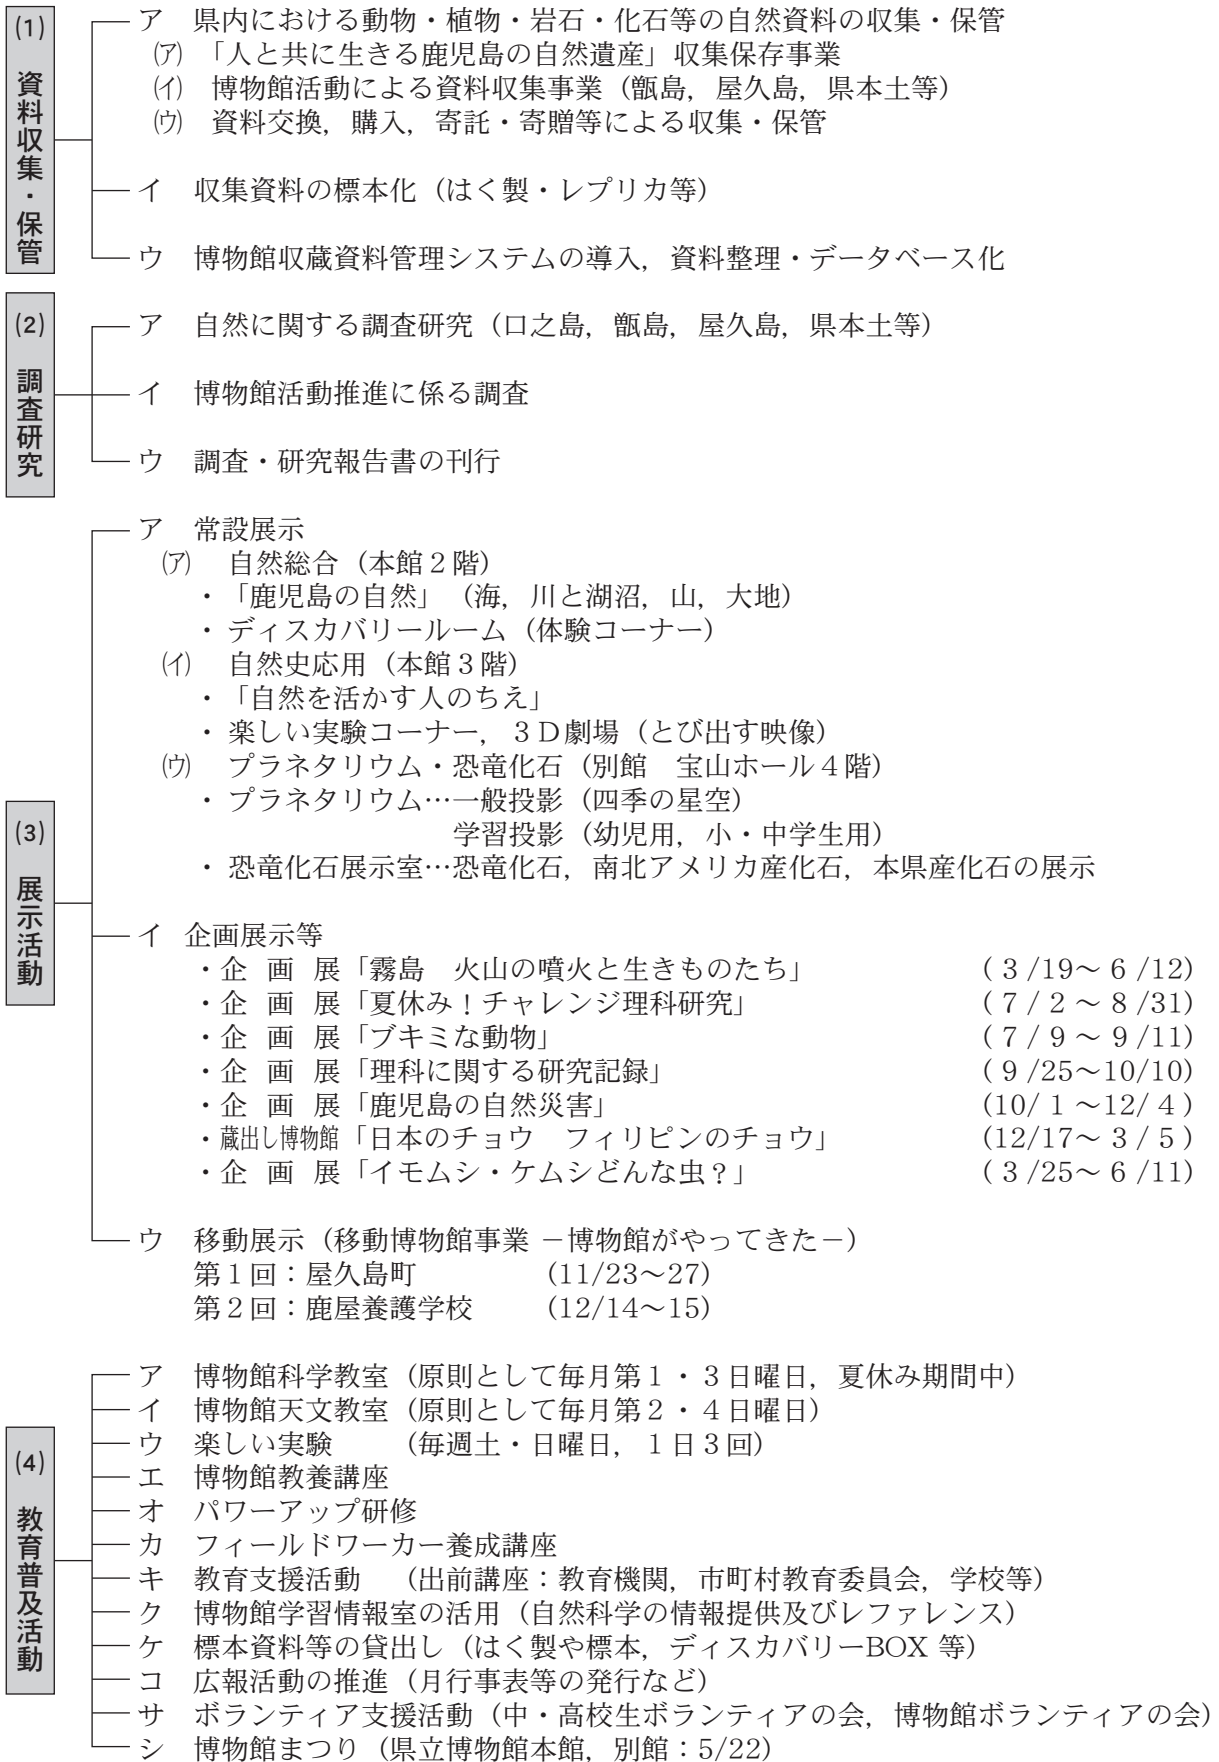 (1) 資料収集・保管
ア 県内における動物・植物・岩石・化石等の自然資料の収集・保管
㈠ 「人と共に生きる鹿児島の自然遺産」収集保存事業
(イ) 博物館活動による資料収集事業（甑島，屋久島，県本土等）
(ウ) 資料交換，購入，寄託・寄贈等による収集・保管
イ 収集資料の標本化（はく製・レプリカ等）
ウ 博物館収蔵資料管理システムの導入，資料整理・データベース化
(2) 調査研究
ア 自然に関する調査研究（口之島，甑島，屋久島，県本土等）
イ 博物館活動推進に係る調査
ウ 調査・研究報告書の刊行
(3) 展示活動
ア 常設展示
(ア) 自然総合（本館２階）
・「鹿児島の自然」（海，川と湖沼，山，大地）
・ディスカバリールーム（体験コーナー）
(イ) 自然史応用（本館３階）
・「自然を活かす人のちえ」
・楽しい実験コーナー，３Ｄ劇場（とび出す映像）
(ウ) プラネタリウム・恐竜化石（別館　宝山ホール４階）
・プラネタリウム…一般投影（四季の星空）
学習投影（幼児用，小・中学生用）
・恐竜化石展示室…恐竜化石，南北アメリカ産化石，本県産化石の展示
イ 企画展示等
・企 画 展「霧島　火山の噴火と生きものたち」 (3/19～6/12)
・企 画 展「夏休み！チャレンジ理科研究」 (7/2～8/31)
・企 画 展「ブキミな動物」 (7/9～9/11)
・企 画 展「理科に関する研究記録」 (9/25～10/10)
・企 画 展「鹿児島の自然災害」 (10/1～12/4)
・蔵出し博物館「日本のチョウ　フィリピンのチョウ」 (12/17～3/5)
・企 画 展「イモムシ・ケムシどんな虫？」 (3/25～6/11)
ウ 移動展示（移動博物館事業 －博物館がやってきた－）
第１回：屋久島町 (11/23～27)
第２回：鹿屋養護学校 (12/14～15)
(4) 教育普及活動
ア 博物館科学教室（原則として毎月第１・３日曜日，夏休み期間中）
イ 博物館天文教室（原則として毎月第２・４日曜日）
ウ 楽しい実験 （毎週土・日曜日，１日３回）
エ 博物館教養講座
オ パワーアップ研修
カ フィールドワーカー養成講座
キ 教育支援活動 （出前講座：教育機関，市町村教育委員会，学校等）
ク 博物館学習情報室の活用（自然科学の情報提供及びレファレンス）
ケ 標本資料等の貸出し（はく製や標本，ディスカバリーBOX 等）
コ 広報活動の推進（月行事表等の発行など）
サ ボランティア支援活動（中・高校生ボランティアの会，博物館ボランティアの会）
シ 博物館まつり（県立博物館本館，別館：5/22）